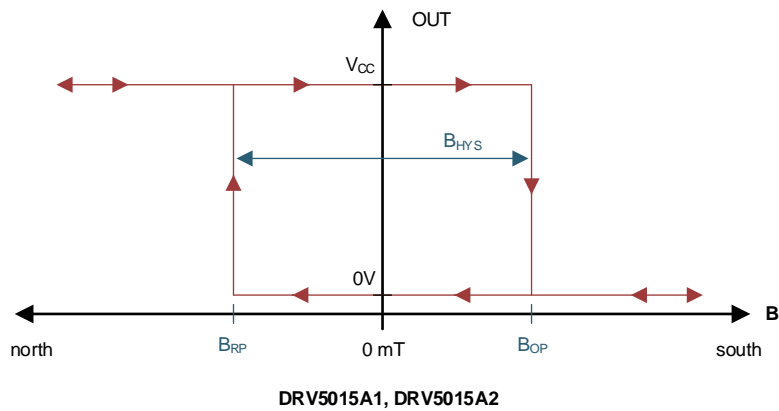 OUT
VCC
BHYS
0V
B
north
BRP
0 mT
BOP
south
DRV5015A1, DRV5015A2